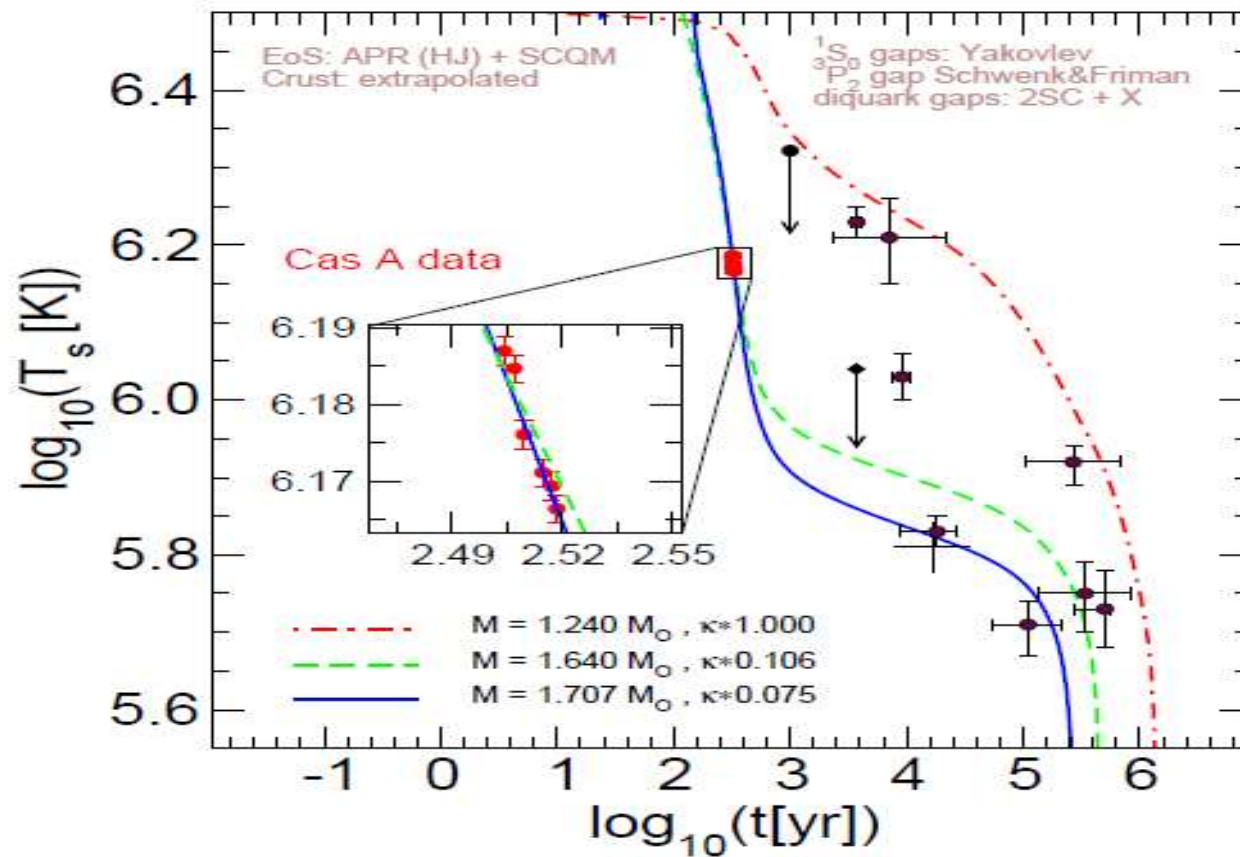 EoS: APR (HJ) + SCQM
Crust: extrapolated
¹S₀ gaps: Yakovlev
³P₂ gap Schwenk&Friman
diquark gaps: 2SC + X
6.4
6.2
6.0
5.8
5.6
log₁₀(Tₛ [K])
Cas A data
6.19
6.18
6.17
2.49 2.52 2.55
M = 1.240 M_O , κ*1.000
M = 1.640 M_O , κ*0.106
M = 1.707 M_O , κ*0.075
-1 0 1 2 3 4 5 6
log₁₀(t[yr])